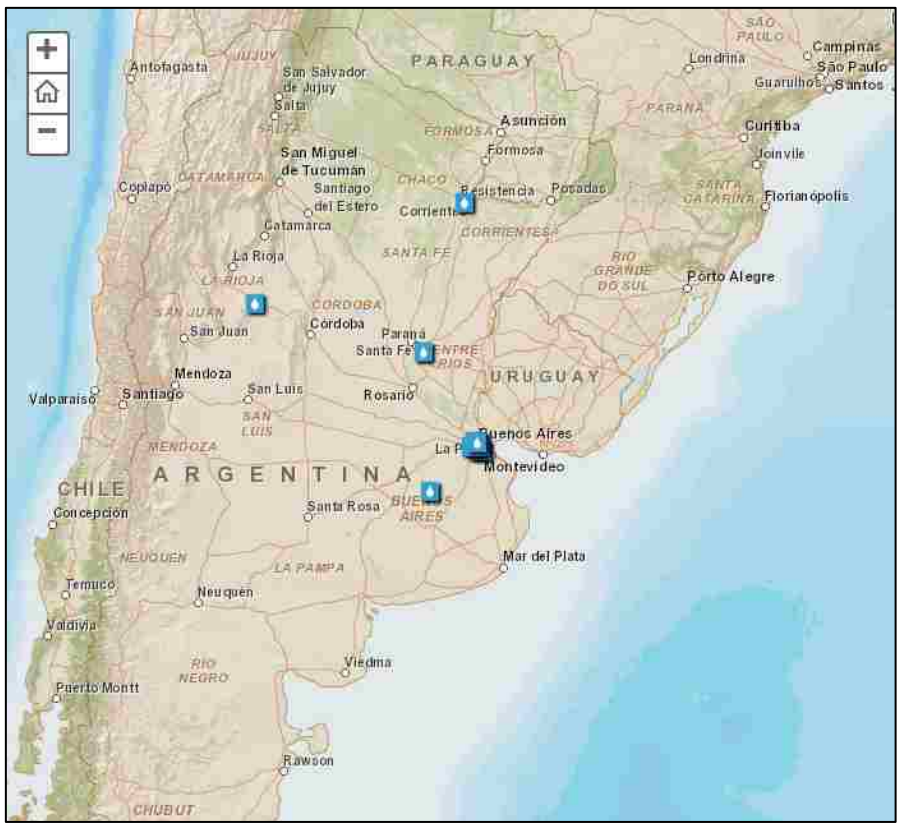 +
−
SÃO
PAULO
Campinas
São Paulo
Guarulhos
Santos
JUJUY
Antofagasta
PARAGUAY
Londrina
San Salvador
de Jujuy
Salta
SALTA
PARANÁ
Asunción
Curitiba
FORMOSA
Formosa
Joinvile
San Miguel
de Tucumán
CATAMARCA
CHACO
Copiapó
Santiago
del Estero
Resistencia
Posadas
SANTA
CATARINA
Florianópolis
Corrient
Catamarca
CORRIENTES
SANTA FE
La Rioja
RIO
GRANDE
DO SUL
Pôrto Alegre
LA RIOJA
SAN JUAN
CÓRDOBA
San Juan
Córdoba
Paraná
Santa Fé
ENTRE
RIOS
URUGUAY
Mendoza
San Luis
Rosario
Valparaíso
Santiago
SAN
LUIS
Buenos Aires
La P
MENDOZA
Montevideo
ARGENTINA
CHILE
BUENOS
AIRES
Santa Rosa
Concepción
NEUQUEN
LA PAMPA
Mar del Plata
Temuco
Neuquén
Valdivia
RIO
NEGRO
Viedma
Puerto Montt
Rawson
CHUBUT